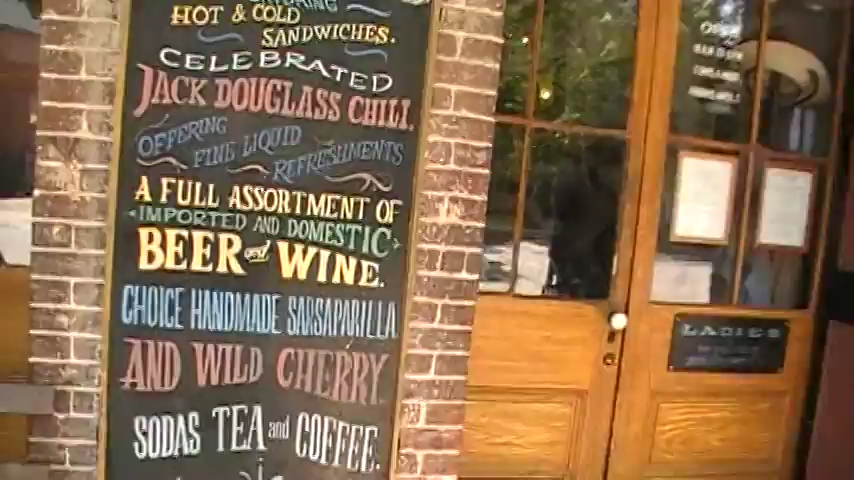 HOT & COLD
SANDWICHES.
CELEBRATED
JACK DOUGLASS CHILI.
OFFERING
FINE LIQUID
REFRESHMENTS
A FULL ASSORTMENT OF
IMPORTED AND DOMESTIC
BEER and WINE.
CHOICE HANDMADE SARSAPARILLA
AND WILD CHERRY
SODAS TEA and COFFEE.
LADIES